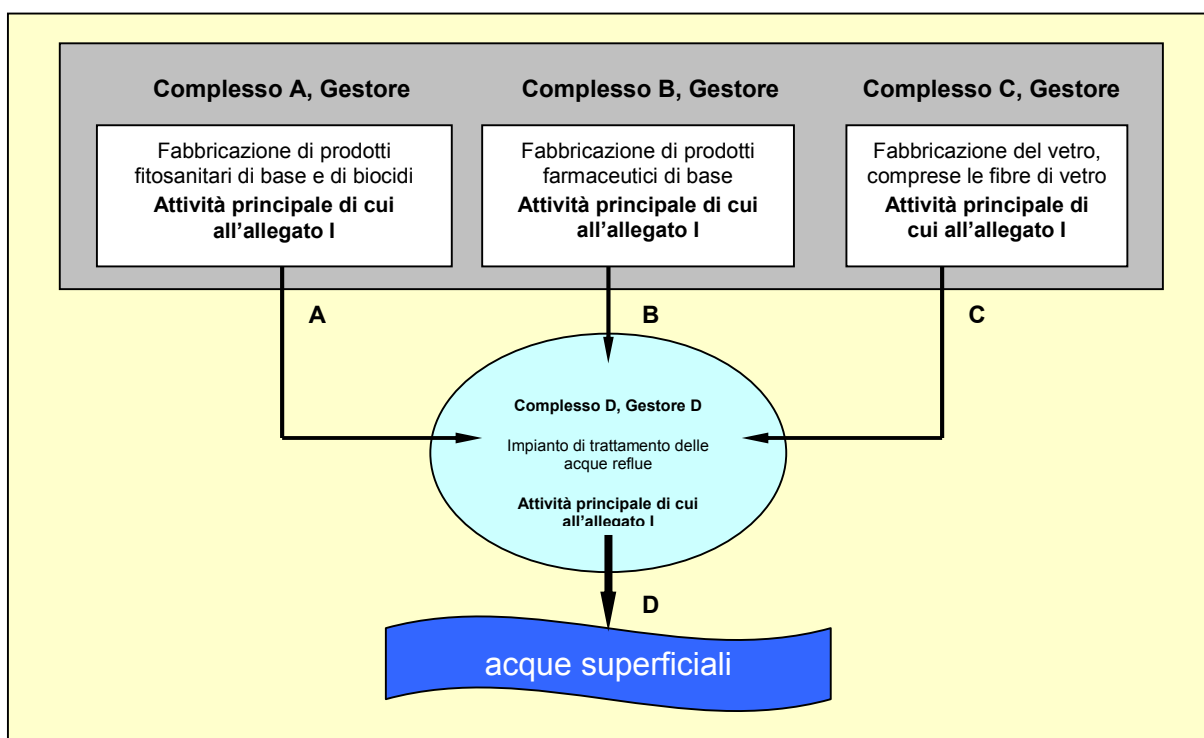 Complesso A, Gestore
Fabbricazione di prodotti
fitosanitari di base e di biocidi
Attività principale di cui
all'allegato I
Complesso B, Gestore
Fabbricazione di prodotti
farmaceutici di base
Attività principale di cui
all'allegato I
Complesso C, Gestore
Fabbricazione del vetro,
comprese le fibre di vetro
Attività principale di
cui all'allegato I
A
B
C
Complesso D, Gestore D
Impianto di trattamento delle
acque reflue
Attività principale di cui
all'allegato I
D
acque superficiali